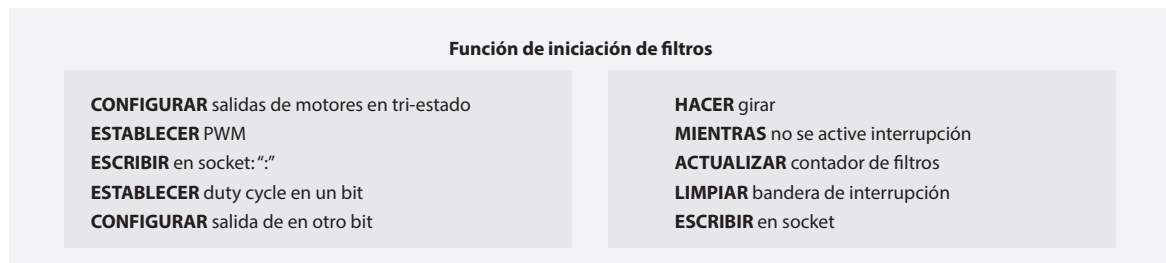 Función de iniciación de filtros
CONFIGURAR salidas de motores en tri-estado
ESTABLECER PWM
ESCRIBIR en socket: “:”
ESTABLECER duty cycle en un bit
CONFIGURAR salida de en otro bit
HACER girar
MIENTRAS no se active interrupción
ACTUALIZAR contador de filtros
LIMPIAR bandera de interrupción
ESCRIBIR en socket